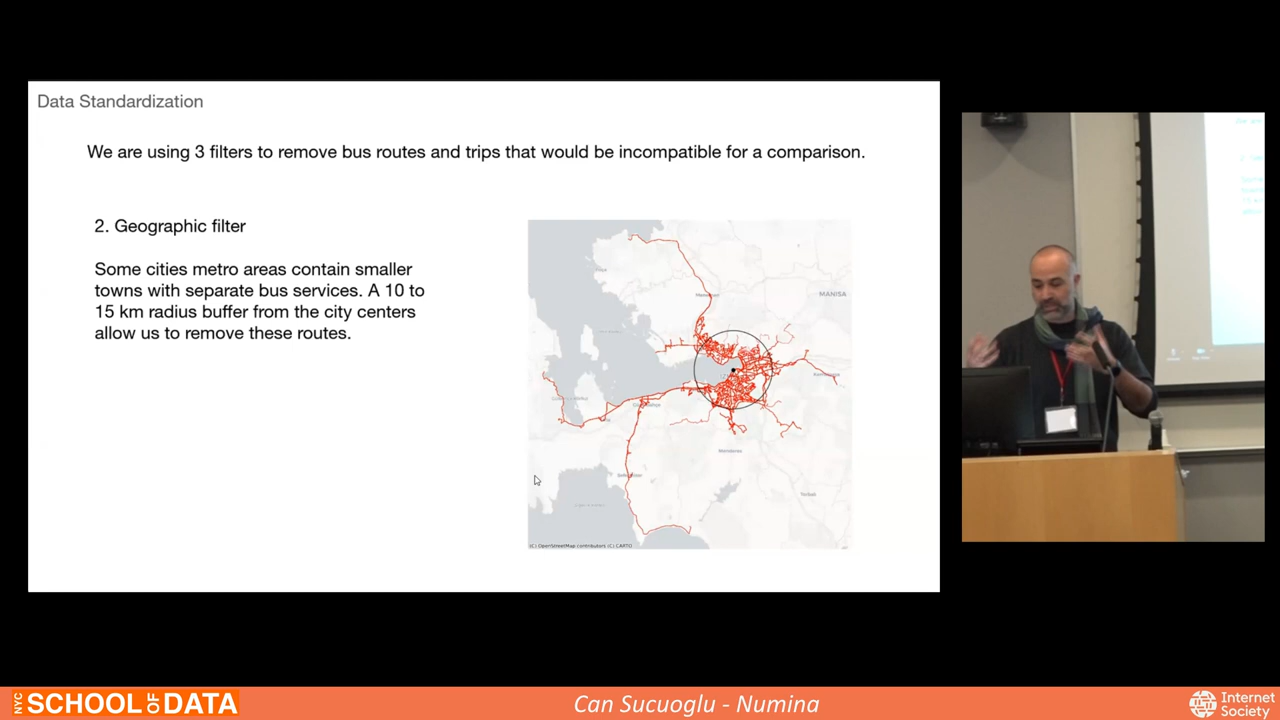 Data Standardization
We are using 3 filters to remove bus routes and trips that would be incompatible for a comparison.
2. Geographic filter
Some cities metro areas contain smaller
towns with separate bus services. A 10 to
15 km radius buffer from the city centers
allow us to remove these routes.
MANISA
Menderes
Torbalı
(C) OpenStreetMap contributors (C) CARTO
NYC SCHOOL OF DATA
Can Sucuoglu - Numina
Internet
Society